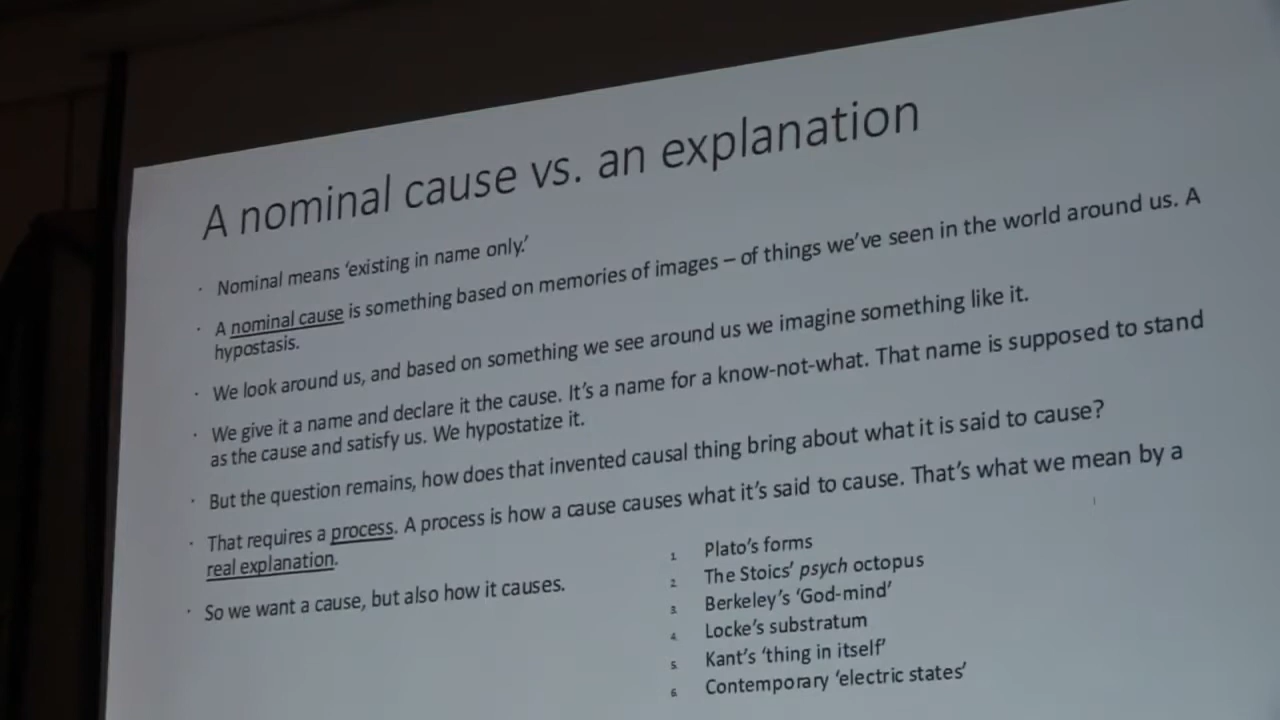 A nominal cause vs. an explanation
· Nominal means ‘existing in name only.’
· A nominal cause is something based on memories of images – of things we’ve seen in the world around us. A
hypostasis.
· We look around us, and based on something we see around us we imagine something like it.
· We give it a name and declare it the cause. It’s a name for a know-not-what. That name is supposed to stand
as the cause and satisfy us. We hypostatize it.
· But the question remains, how does that invented causal thing bring about what it is said to cause?
· That requires a process. A process is how a cause causes what it’s said to cause. That’s what we mean by a
real explanation.
· So we want a cause, but also how it causes.
1. Plato’s forms
2. The Stoics’ psych octopus
3. Berkeley’s ‘God-mind’
4. Locke’s substratum
5. Kant’s ‘thing in itself’
6. Contemporary ‘electric states’